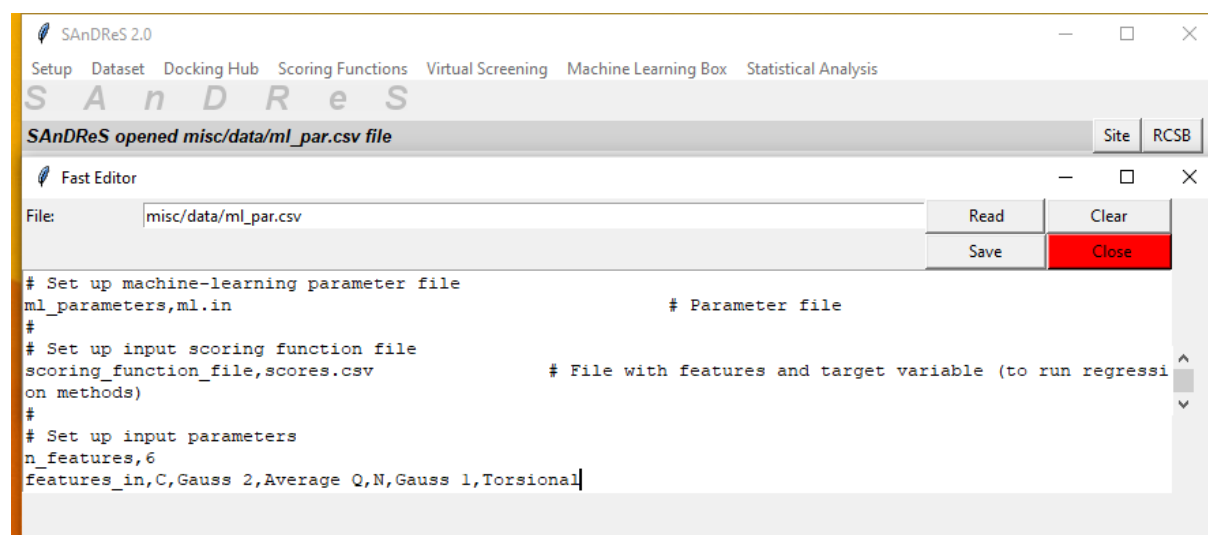 SAnDReS 2.0
Setup Dataset Docking Hub Scoring Functions Virtual Screening Machine Learning Box Statistical Analysis
S A n D R e S
SAnDReS opened misc/data/ml_par.csv file Site RCSB
Fast Editor
File: misc/data/ml_par.csv Read Clear
Save Close
# Set up machine-learning parameter file
ml_parameters,ml.in # Parameter file
#
# Set up input scoring function file
scoring_function_file,scores.csv # File with features and target variable (to run regressi
on methods)
#
# Set up input parameters
n_features,6
features_in,C,Gauss 2,Average Q,N,Gauss 1,Torsional